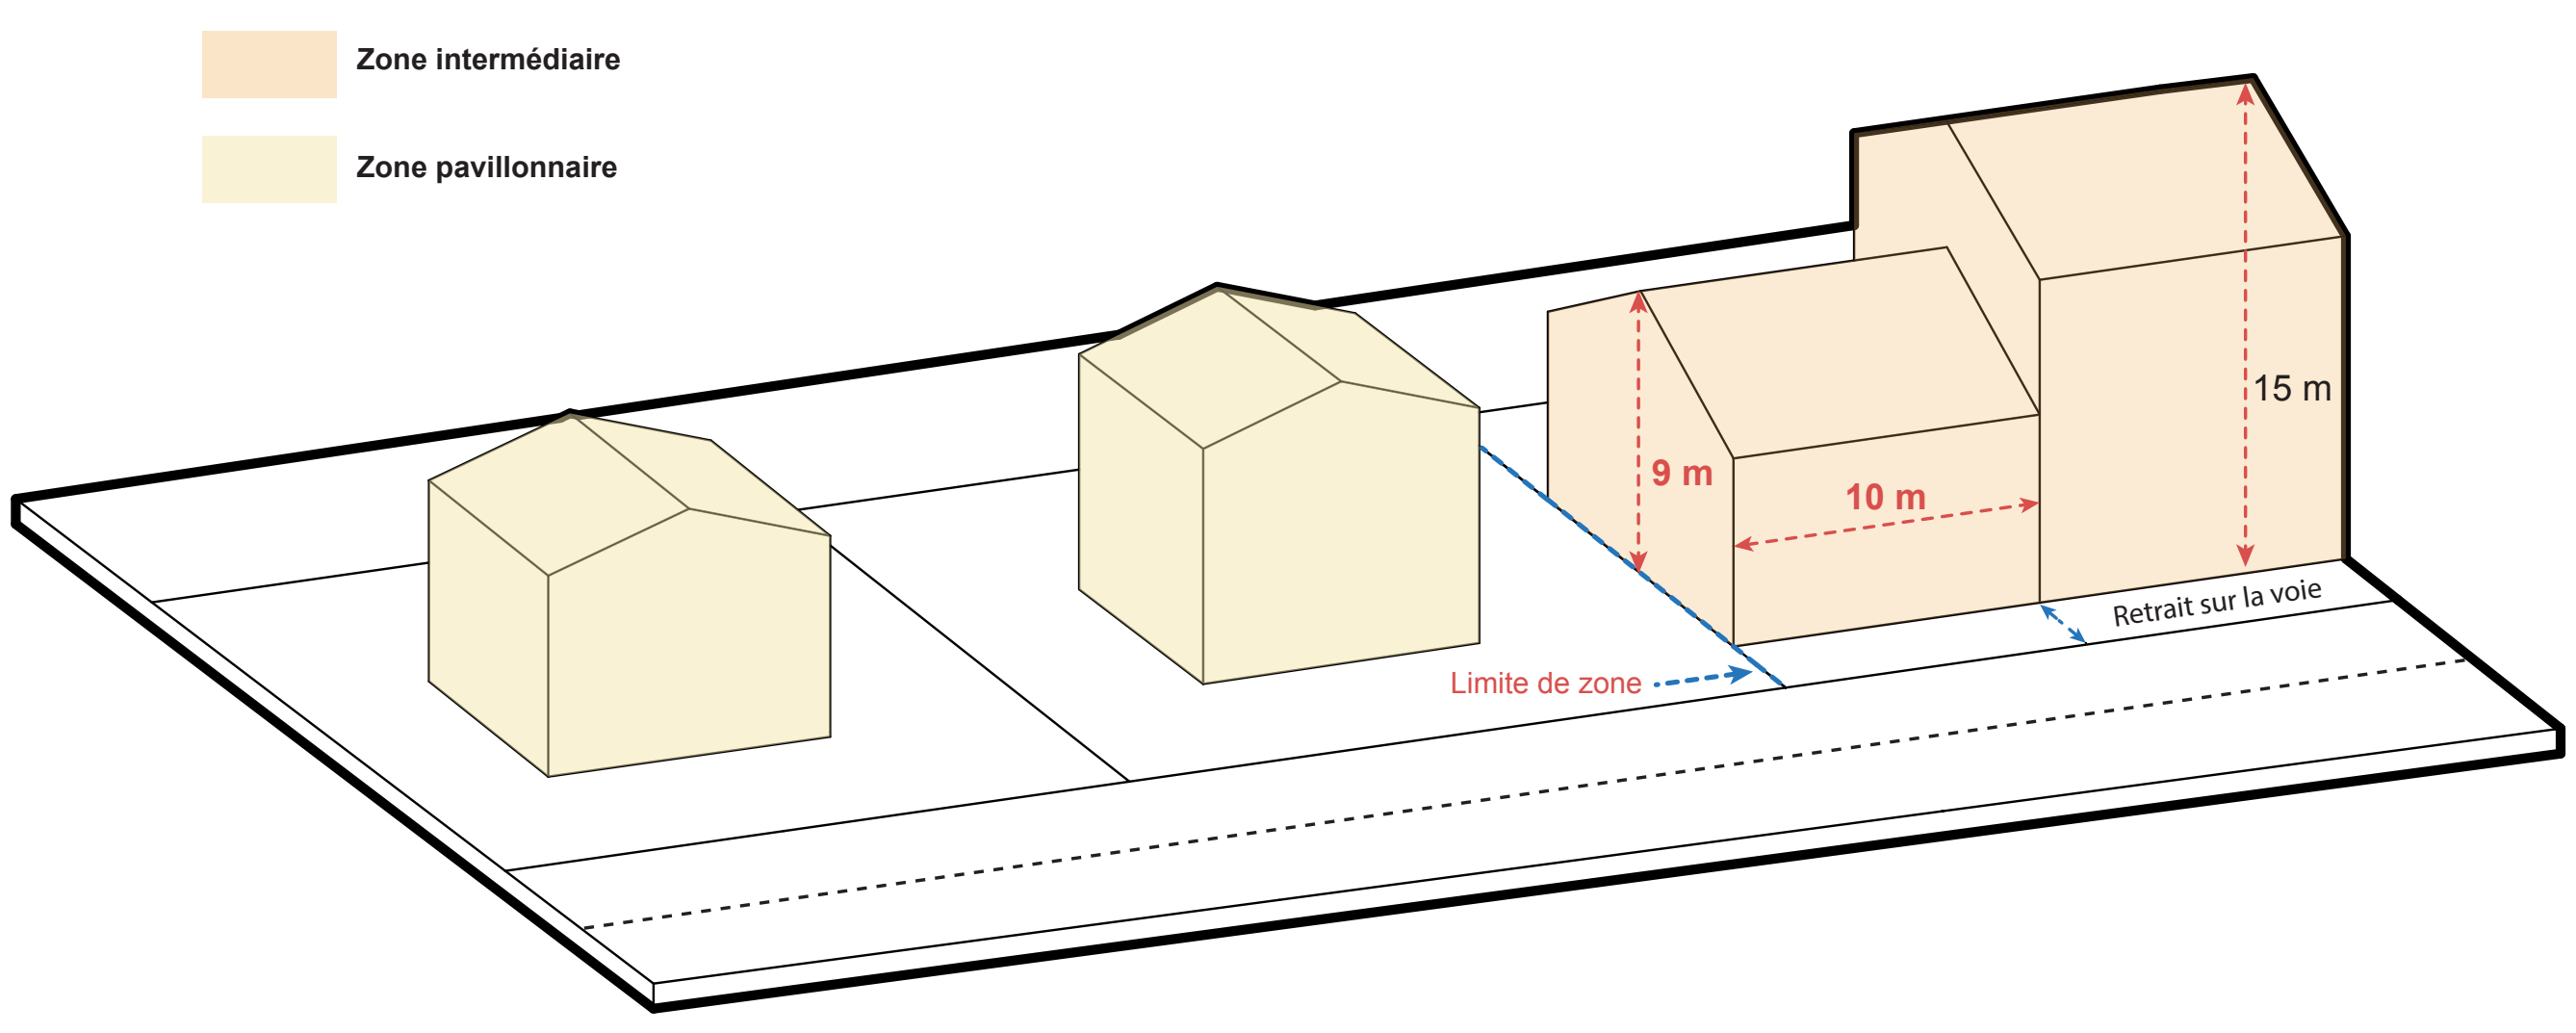 Zone intermédiaire
Zone pavillonnaire
15 m
9 m
10 m
Retrait sur la voie
Limite de zone